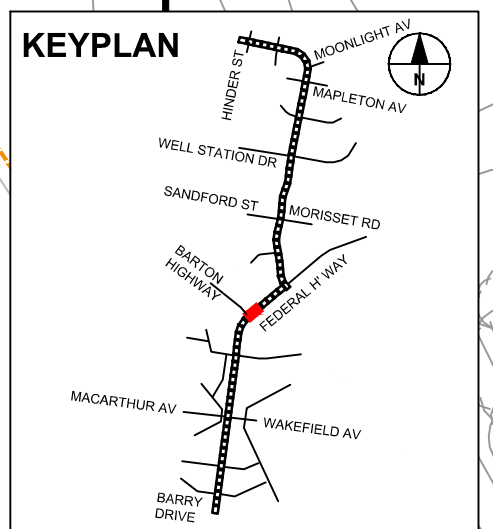 KEYPLAN
MOONLIGHT AV
HINDER ST
N
MAPLETON AV
WELL STATION DR
SANDFORD ST
MORISSET RD
BARTON
HIGHWAY
FEDERAL H' WAY
MACARTHUR AV
WAKEFIELD AV
BARRY
DRIVE